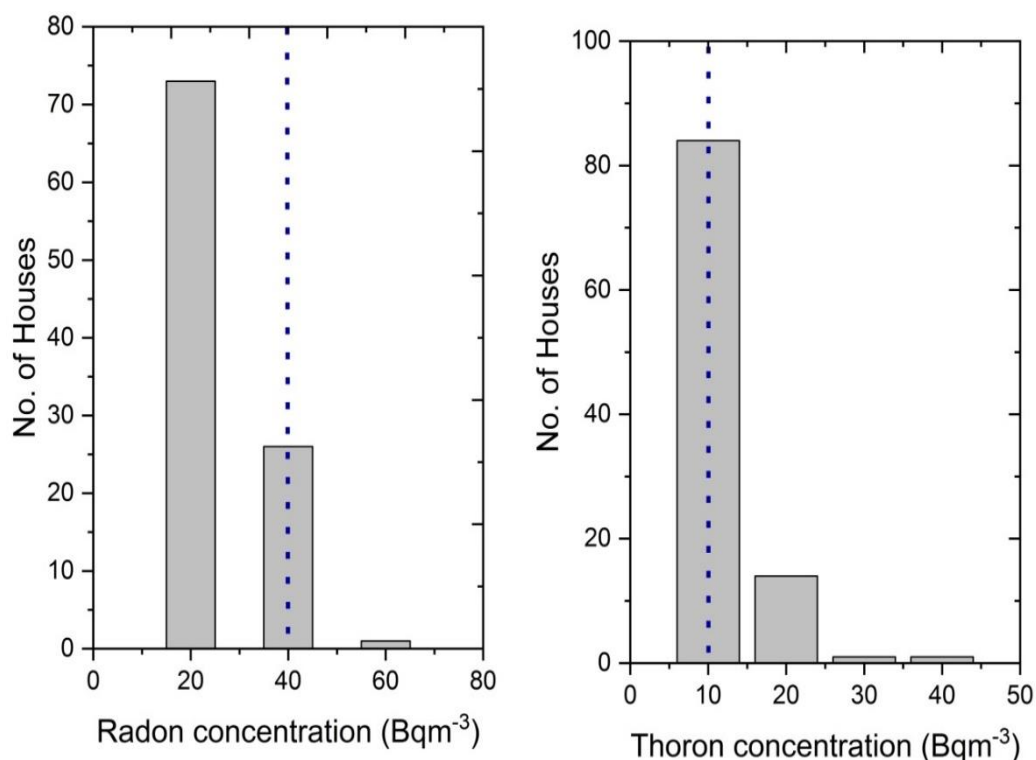 80
70
60
50
40
30
20
10
0
No. of Houses
0 20 40 60 80
Radon concentration (Bqm-3)
100
80
60
40
20
0
No. of Houses
0 10 20 30 40 50
Thoron concentration (Bqm-3)